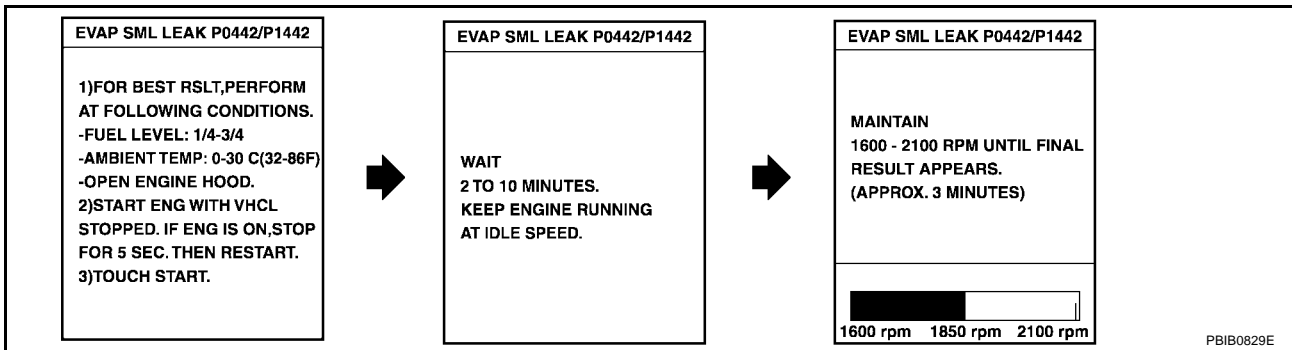 EVAP SML LEAK P0442/P1442
1)FOR BEST RSLT,PERFORM
AT FOLLOWING CONDITIONS.
-FUEL LEVEL: 1/4-3/4
-AMBIENT TEMP: 0-30 C(32-86F)
-OPEN ENGINE HOOD.
2)START ENG WITH VHCL
STOPPED. IF ENG IS ON,STOP
FOR 5 SEC. THEN RESTART.
3)TOUCH START.
EVAP SML LEAK P0442/P1442
WAIT
2 TO 10 MINUTES.
KEEP ENGINE RUNNING
AT IDLE SPEED.
EVAP SML LEAK P0442/P1442
MAINTAIN
1600 - 2100 RPM UNTIL FINAL
RESULT APPEARS.
(APPROX. 3 MINUTES)
1600 rpm 1850 rpm 2100 rpm
PBIB0829E